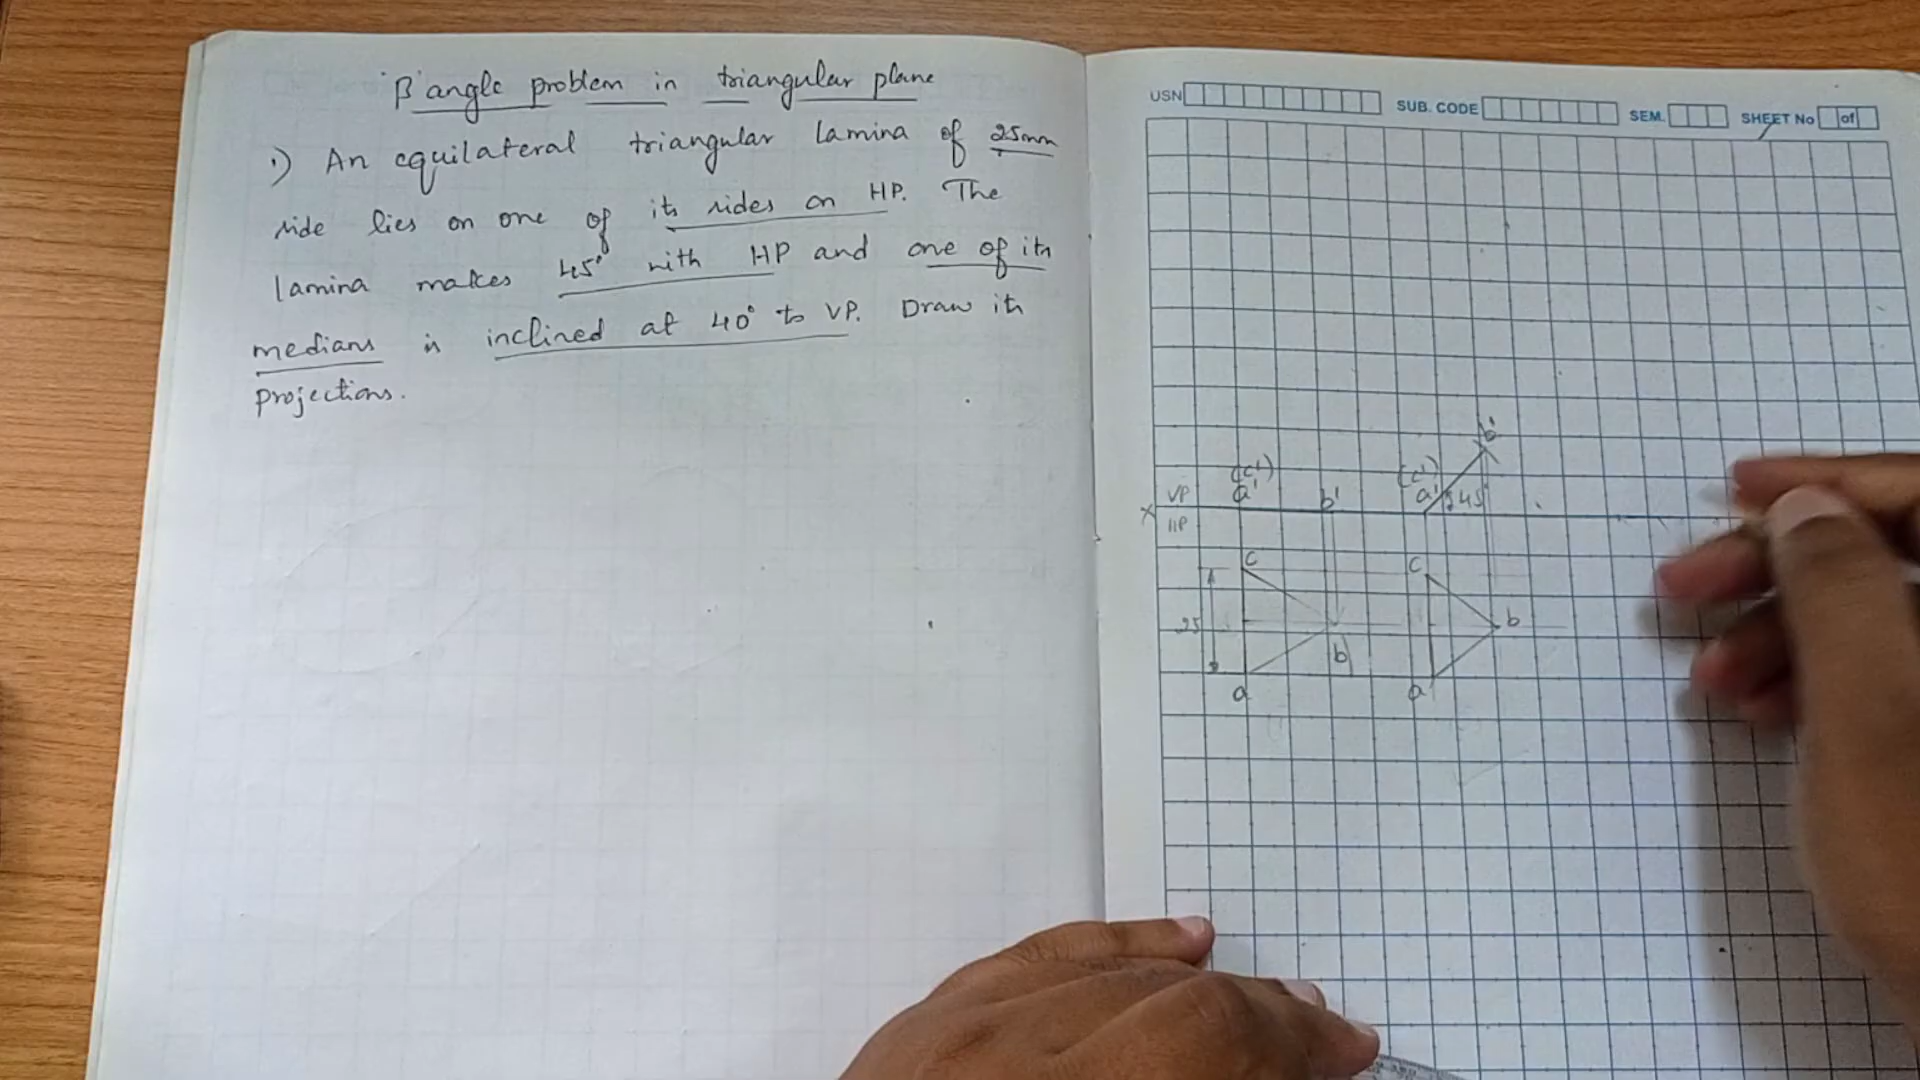 'β' angle problem in triangular plane
1) An equilateral triangular lamina of 25mm
side lies on one of its sides on HP. The
lamina makes 45° with HP and one of its
medians is inclined at 40° to VP. Draw its
projections.
USN SUB. CODE SEM. SHEET No of
b'
(c') (c')
VP a' b' a' 45°
X HP
c c
25 b
b
a a